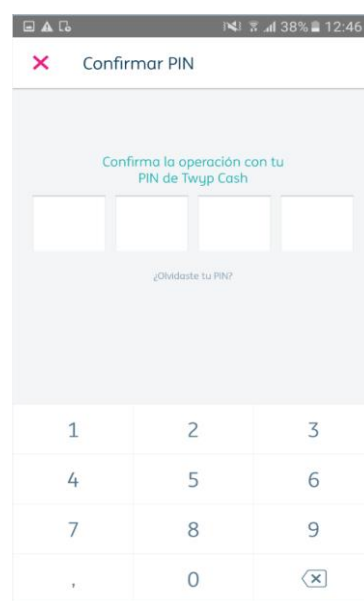 38% 12:46
Confirmar PIN
Confirma la operación con tu
PIN de Twyp Cash
¿Olvidaste tu PIN?
1 2 3
4 5 6
7 8 9
, 0